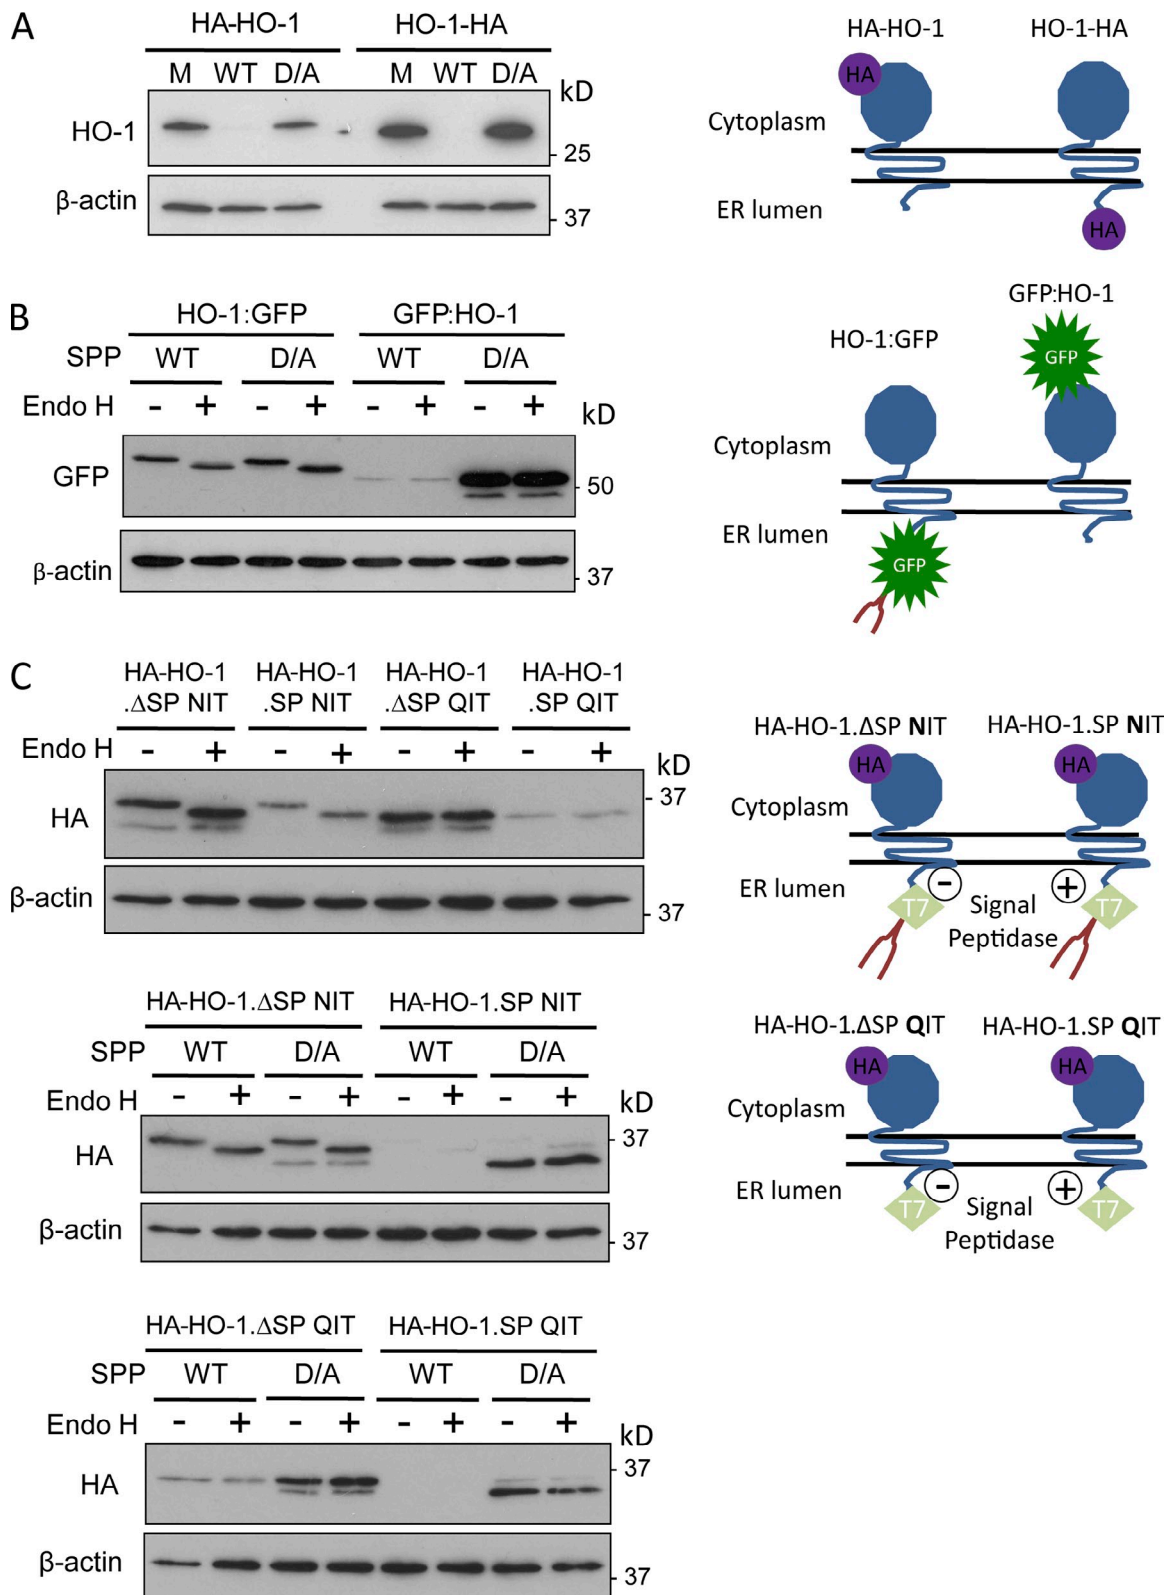 A
HA-HO-1 HO-1-HA
M WT D/A M WT D/A
kD
HO-1
25
β-actin
37
HA-HO-1 HO-1-HA
HA
Cytoplasm
ER lumen
HA
B
HO-1:GFP GFP:HO-1
SPP WT D/A WT D/A
Endo H - + - + - + - +
kD
GFP
50
β-actin
37
GFP:HO-1
HO-1:GFP
GFP
Cytoplasm
ER lumen
GFP
C
HA-HO-1 HA-HO-1 HA-HO-1 HA-HO-1
.ΔSP NIT .SP NIT .ΔSP QIT .SP QIT
Endo H - + - + - + - +
kD
37
HA
β-actin
37
HA-HO-1.ΔSP NIT HA-HO-1.SP NIT
HA HA
Cytoplasm
ER lumen
- +
T7 Signal T7
Peptidase
HA-HO-1.ΔSP NIT HA-HO-1.SP NIT
SPP WT D/A WT D/A
Endo H - + - + - + - +
kD
37
HA
β-actin
37
HA-HO-1.ΔSP QIT HA-HO-1.SP QIT
HA HA
Cytoplasm
ER lumen
- +
T7 Signal T7
Peptidase
HA-HO-1.ΔSP QIT HA-HO-1.SP QIT
SPP WT D/A WT D/A
Endo H - + - + - + - +
kD
37
HA
β-actin
37